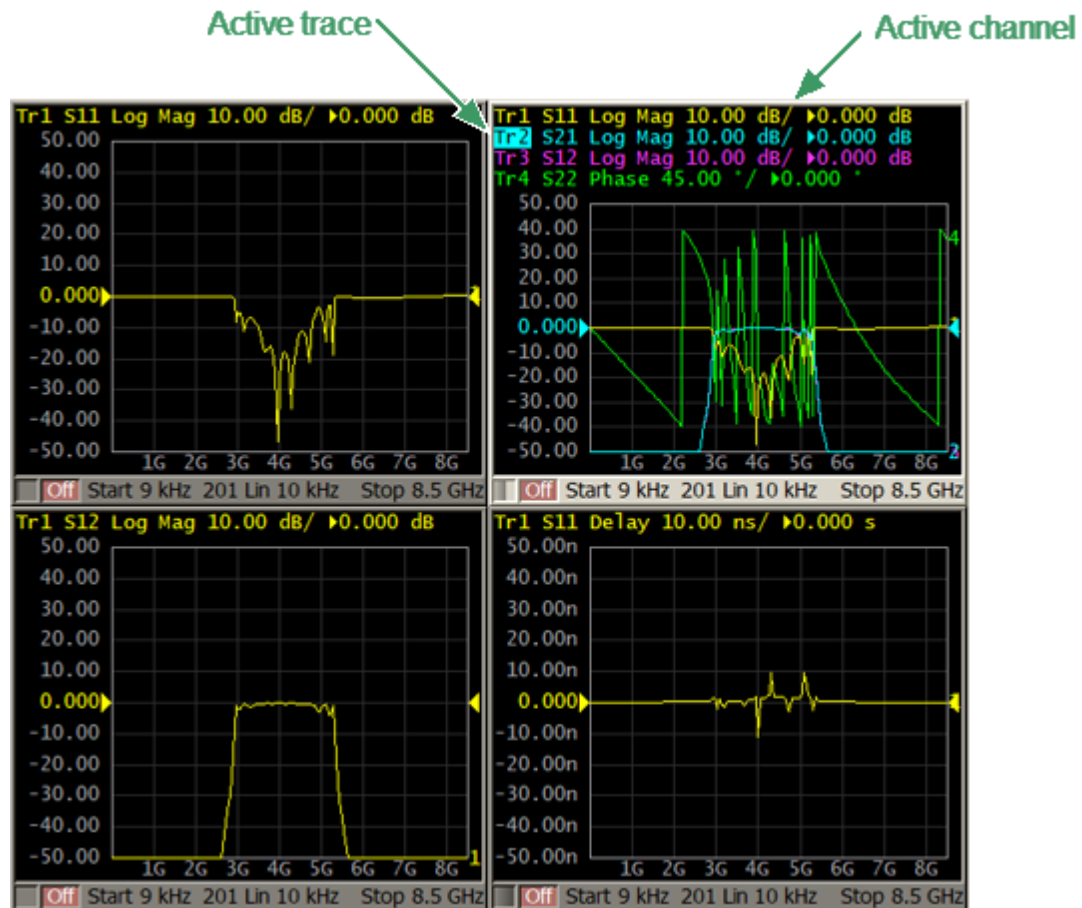 Active trace
Active channel
Tr1 S11 Log Mag 10.00 dB/ ▶0.000 dB
50.00
40.00
30.00
20.00
10.00
0.000▶
-10.00
-20.00
-30.00
-40.00
-50.00
1G 2G 3G 4G 5G 6G 7G 8G
Off Start 9 kHz 201 Lin 10 kHz Stop 8.5 GHz
Tr1 S11 Log Mag 10.00 dB/ ▶0.000 dB
Tr2 S21 Log Mag 10.00 dB/ ▶0.000 dB
Tr3 S12 Log Mag 10.00 dB/ ▶0.000 dB
Tr4 S22 Phase 45.00 °/ ▶0.000 °
50.00
40.00
30.00
20.00
10.00
0.000▶
-10.00
-20.00
-30.00
-40.00
-50.00
4
1G 2G 3G 4G 5G 6G 7G 8G
Off Start 9 kHz 201 Lin 10 kHz Stop 8.5 GHz
Tr1 S12 Log Mag 10.00 dB/ ▶0.000 dB
50.00
40.00
30.00
20.00
10.00
0.000▶
-10.00
-20.00
-30.00
-40.00
-50.00
1
1G 2G 3G 4G 5G 6G 7G 8G
Off Start 9 kHz 201 Lin 10 kHz Stop 8.5 GHz
Tr1 S11 Delay 10.00 ns/ ▶0.000 s
50.00n
40.00n
30.00n
20.00n
10.00n
0.000▶
-10.00n
-20.00n
-30.00n
-40.00n
-50.00n
1G 2G 3G 4G 5G 6G 7G 8G
Off Start 9 kHz 201 Lin 10 kHz Stop 8.5 GHz